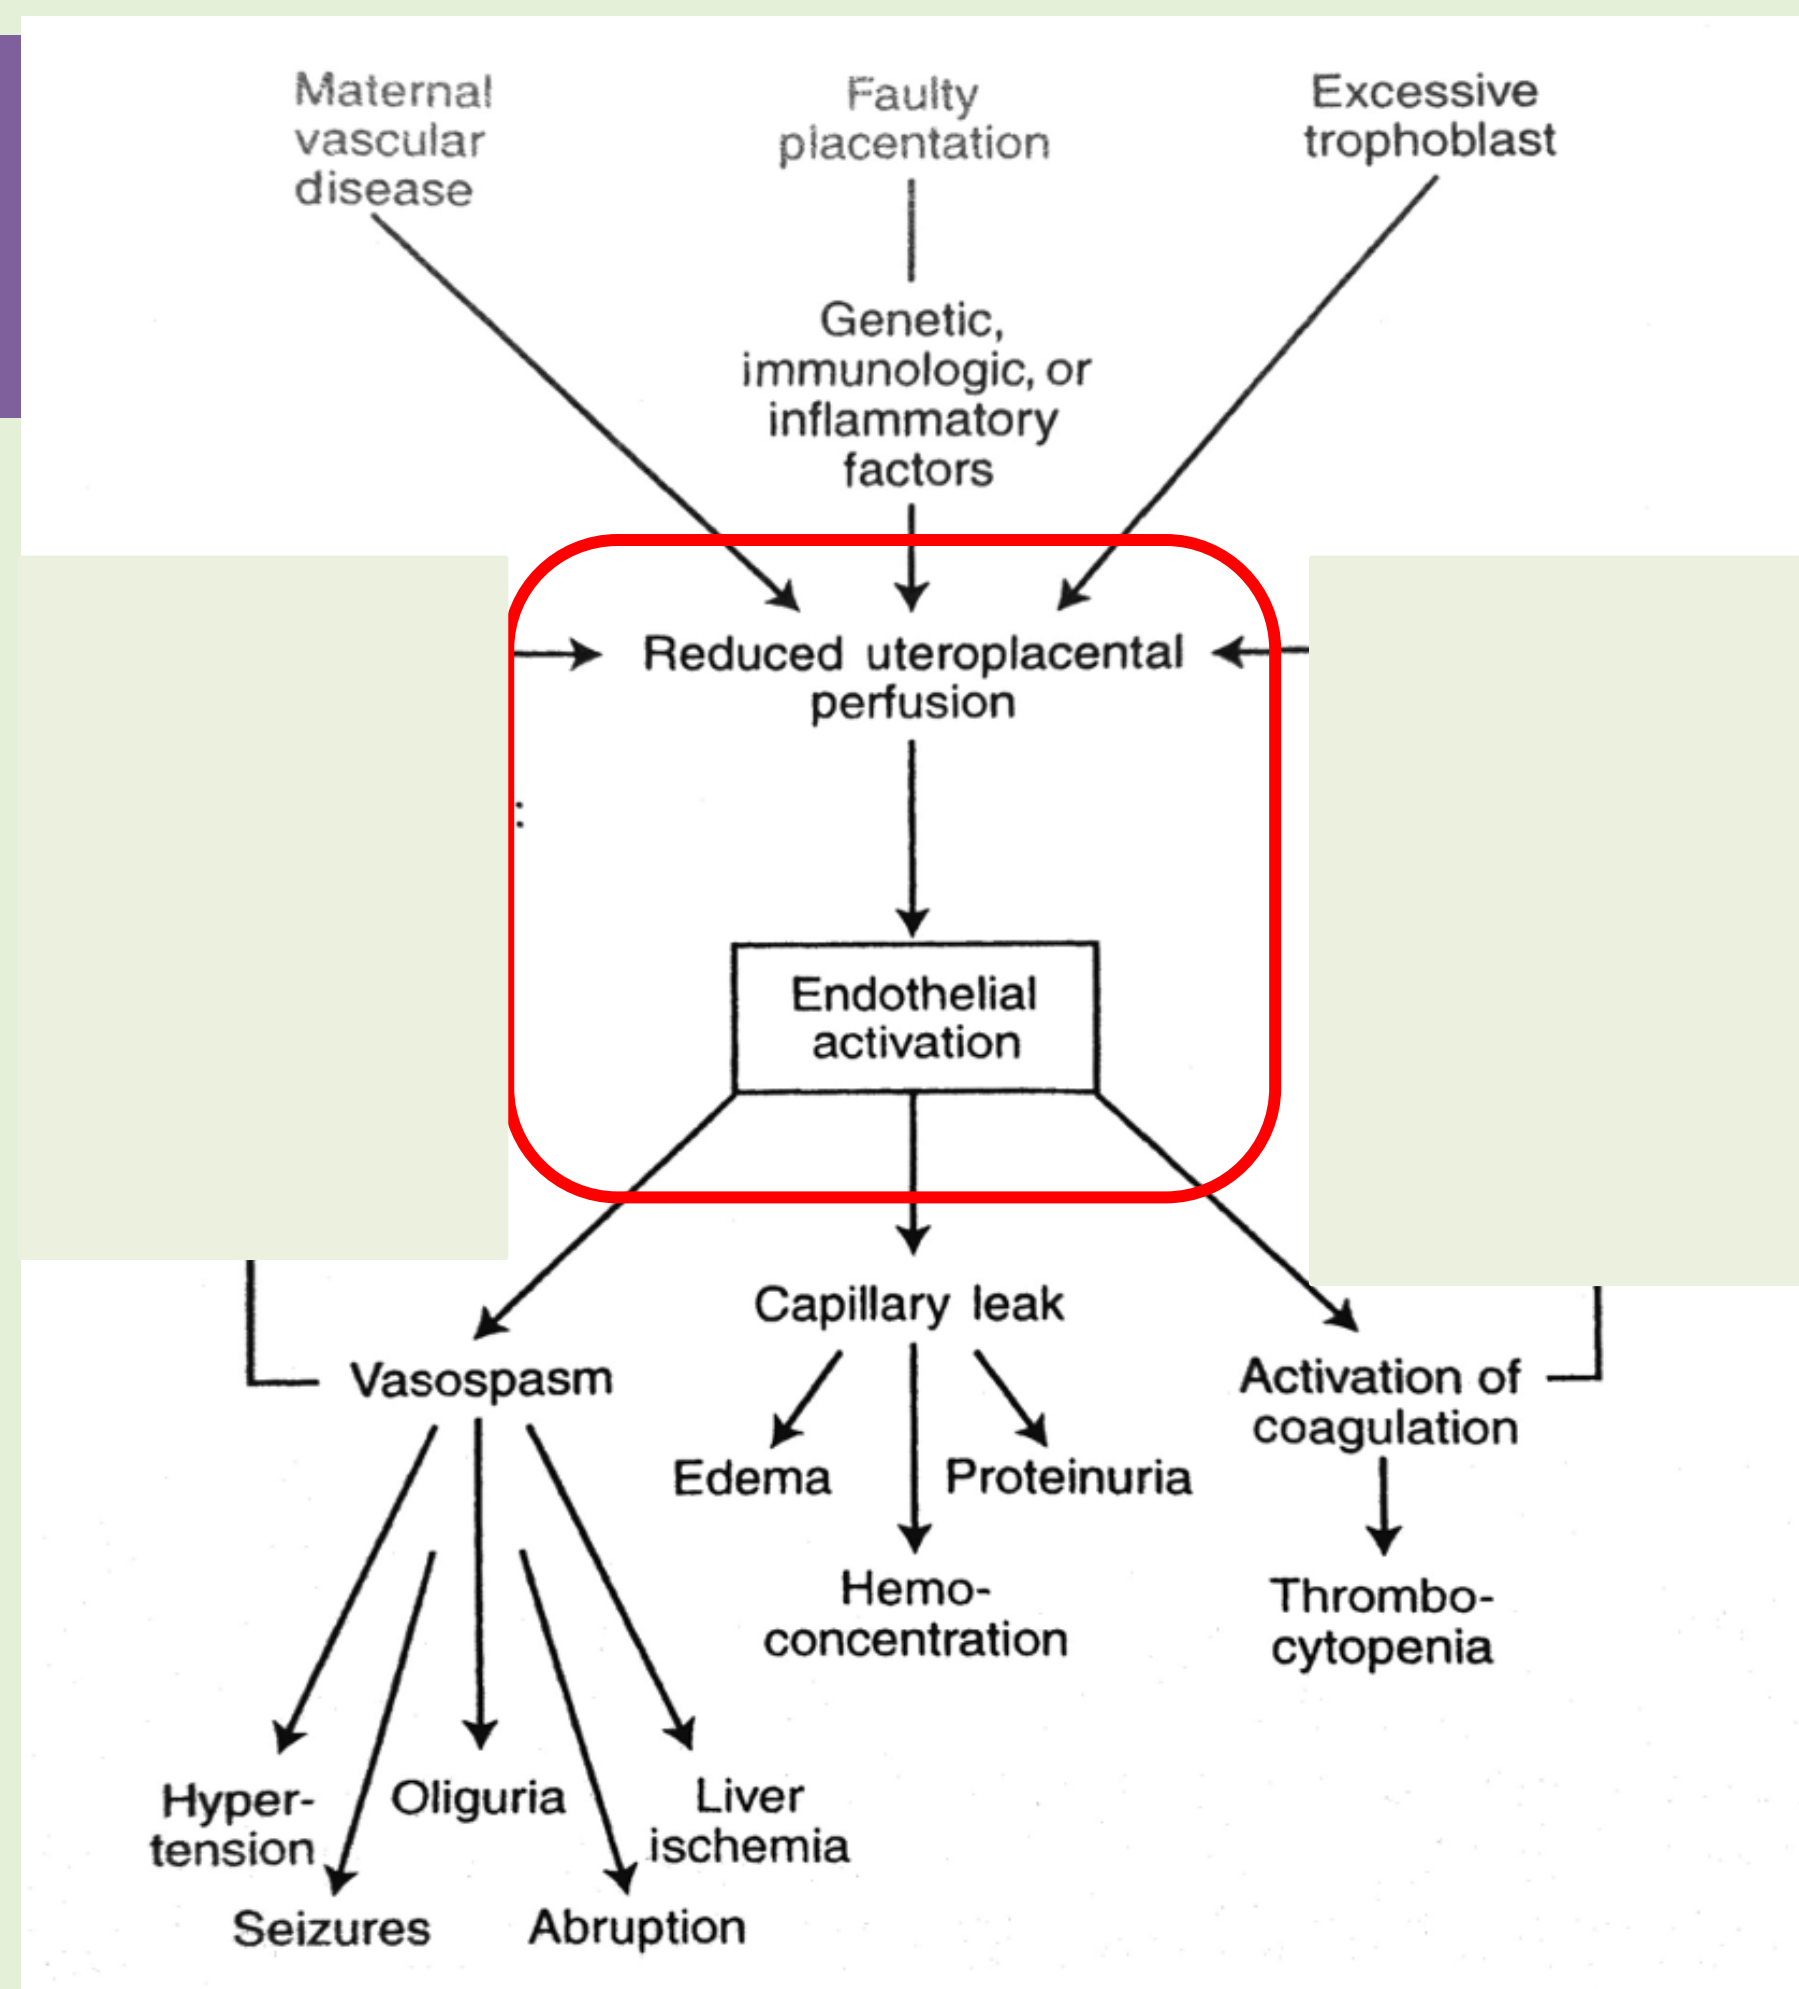 Maternal
vascular
disease
Faulty
placentation
Excessive
trophoblast
Genetic,
immunologic, or
inflammatory
factors
Reduced uteroplacental
perfusion
:
Endothelial
activation
Vasospasm
Capillary leak
Activation of
coagulation
Edema
Proteinuria
Hemo-
concentration
Thrombo-
cytopenia
Hyper-
tension
Oliguria
Liver
ischemia
Seizures
Abruption